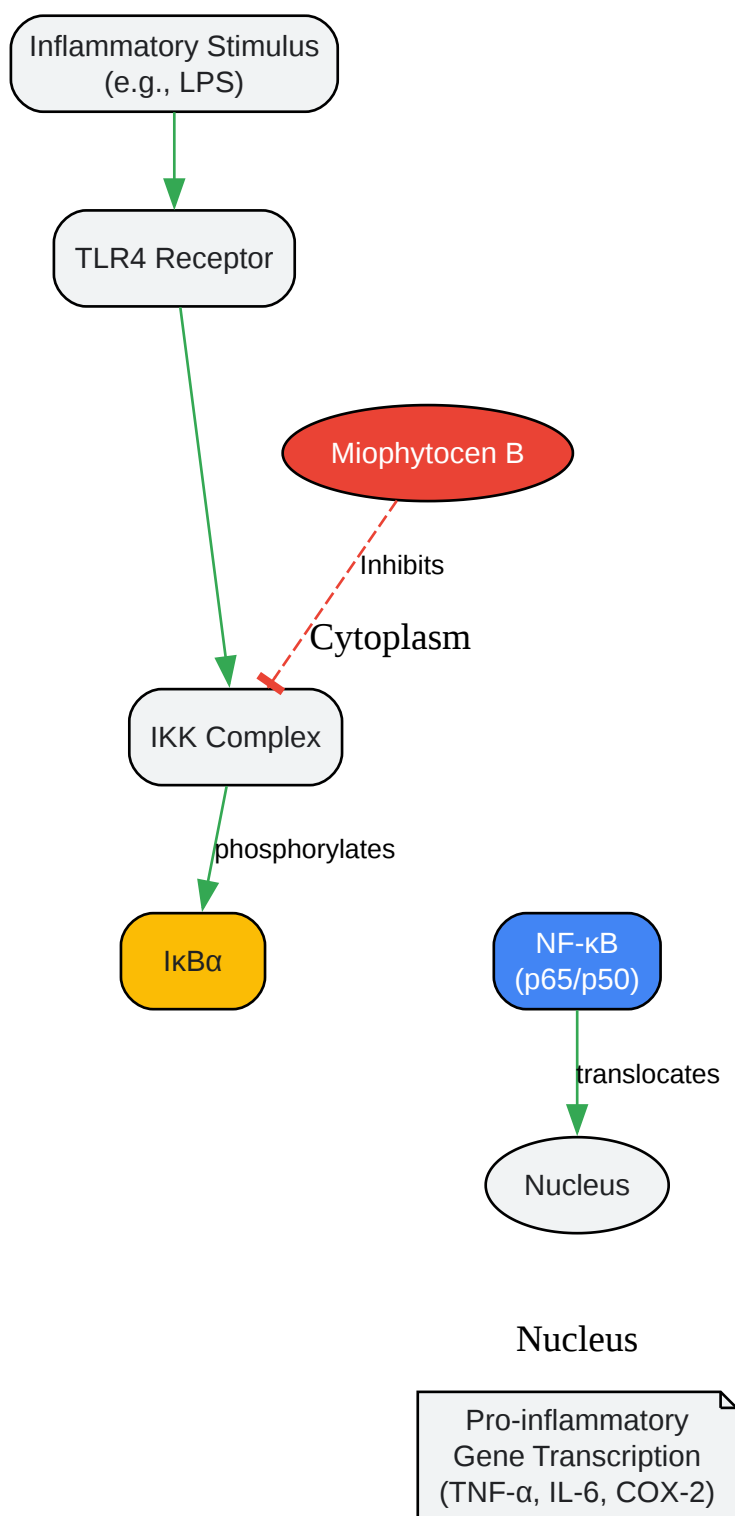 Inflammatory Stimulus
(e.g., LPS)
TLR4 Receptor
Miophytocen B
Inhibits
Cytoplasm
IKK Complex
phosphorylates
IκBα
NF-κB
(p65/p50)
translocates
Nucleus
Nucleus
Pro-inflammatory
Gene Transcription
(TNF-α, IL-6, COX-2)